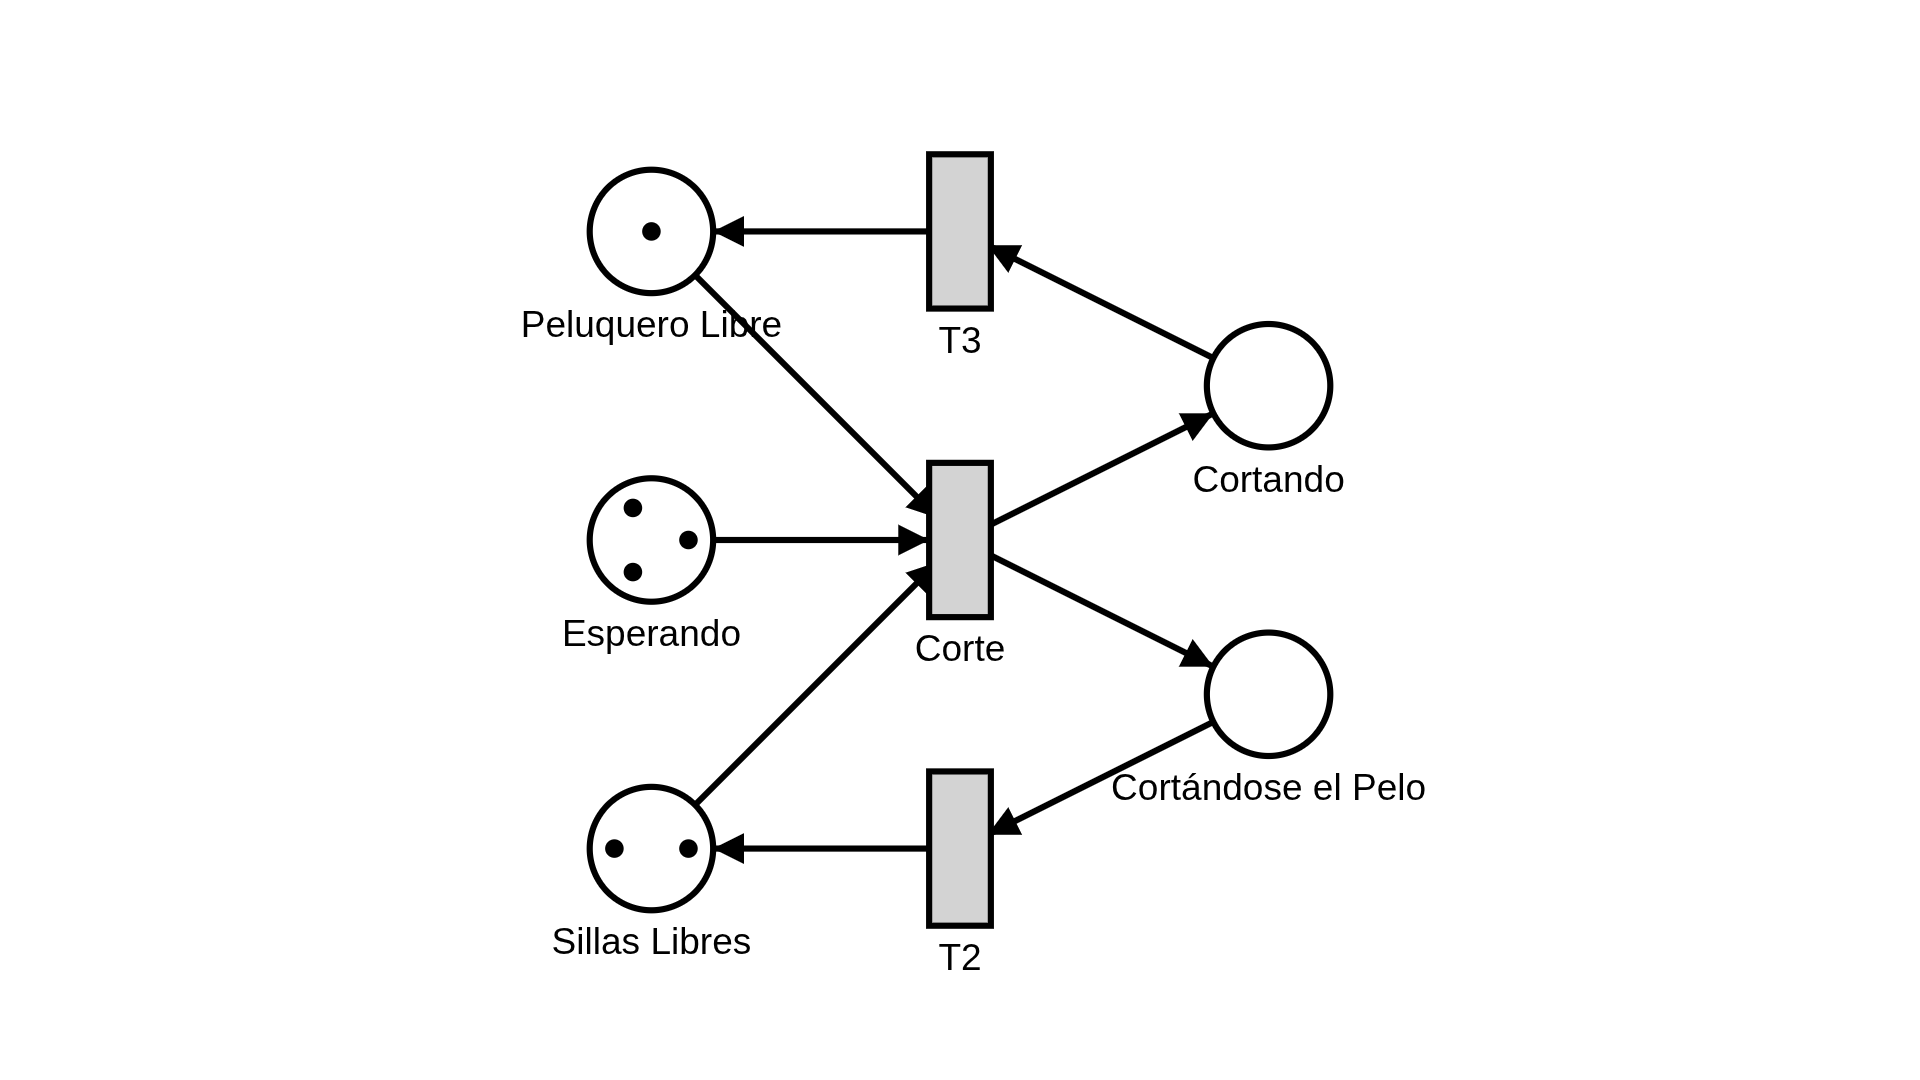 Peluquero Libre
T3
Cortando
Esperando
Corte
Cortándose el Pelo
Sillas Libres
T2